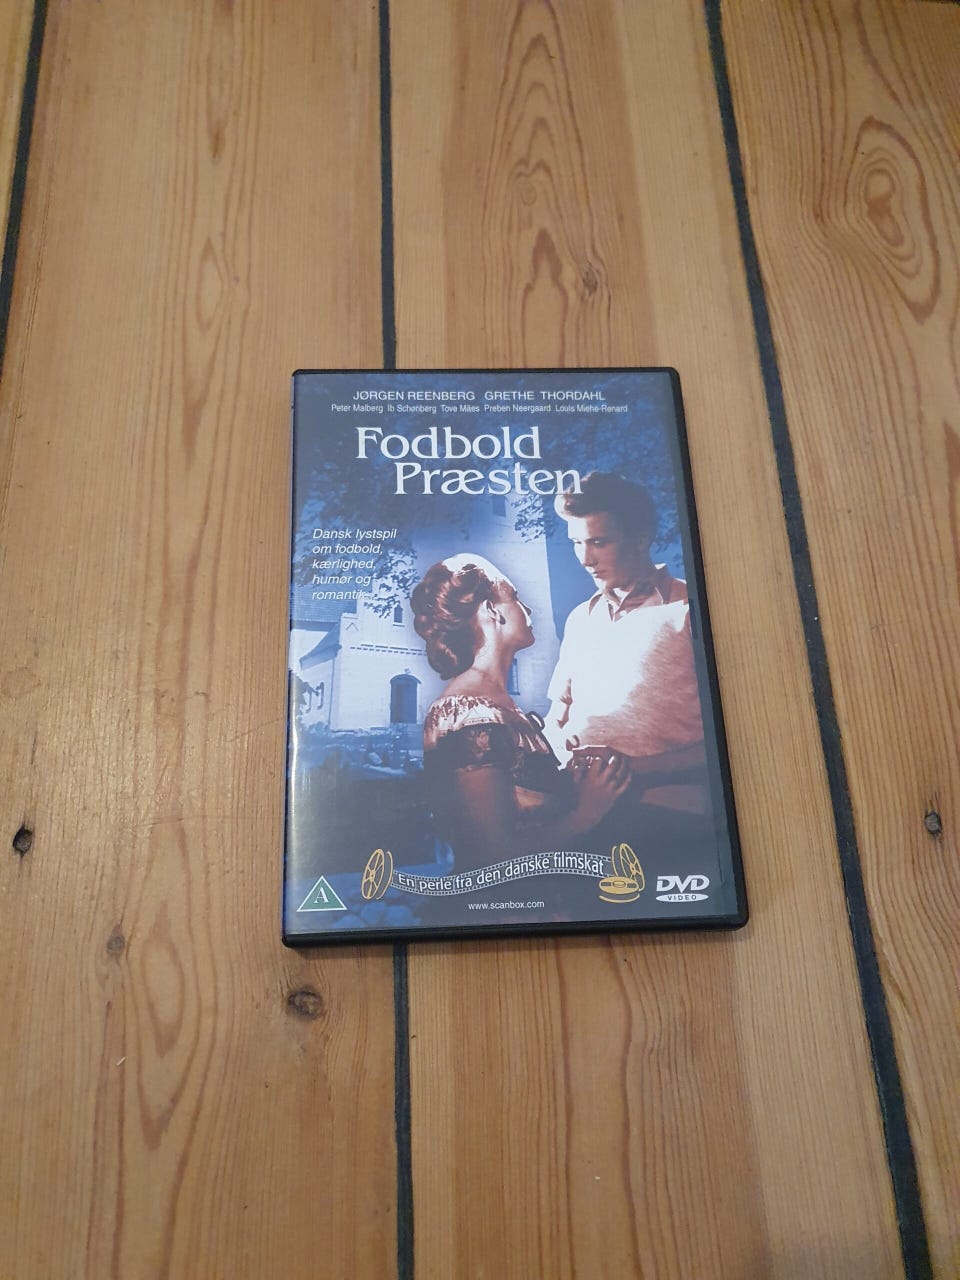 JØRGEN REENBERG GRETHE THORDAHL
Peter Malberg Ib Schønberg Tove Mäes Preben Neergaard Louis Miehe-Renard
Fodbold
Præsten
Dansk lystspil
om fodbold,
kærlighed,
humør og
romantik...
En perle fra den danske filmskat
A
www.scanbox.com
DVD
VIDEO